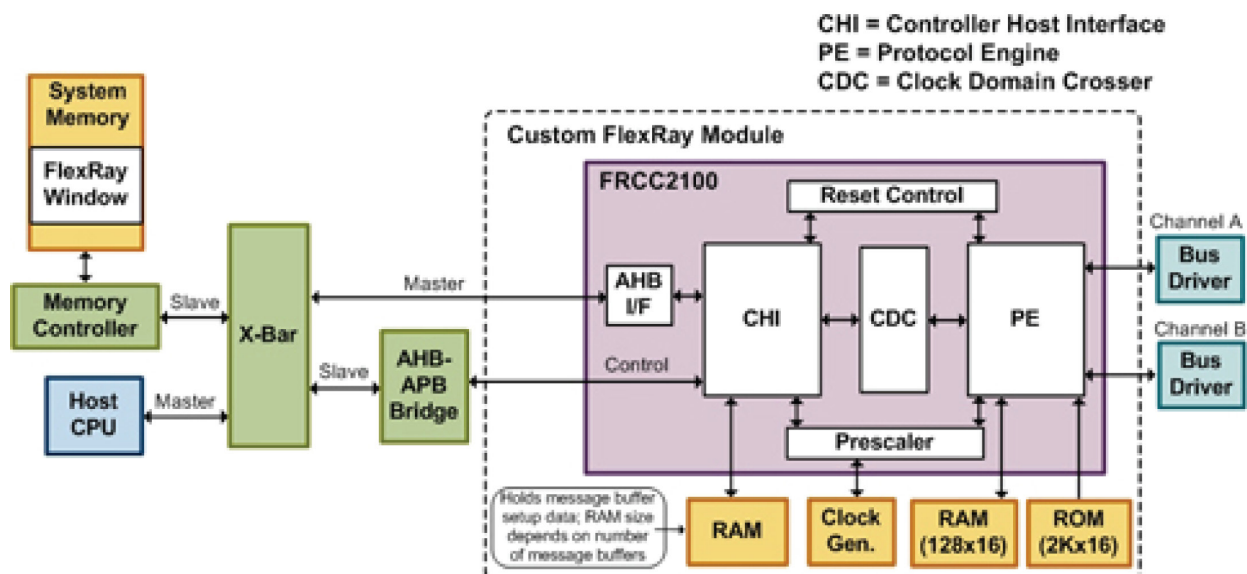 CHI = Controller Host Interface
PE = Protocol Engine
CDC = Clock Domain Crosser
System
Memory
FlexRay
Window
Custom FlexRay Module
FRCC2100
Reset Control
Channel A
Bus
Driver
Memory
Controller
Slave
X-Bar
Master
AHB
I/F
CHI
CDC
PE
Channel B
Bus
Driver
Host
CPU
Master
Slave
AHB-
APB
Bridge
Control
Prescaler
Holds message buffer
setup data; RAM size
depends on number
of message buffers
RAM
Clock
Gen.
RAM
(128x16)
ROM
(2Kx16)